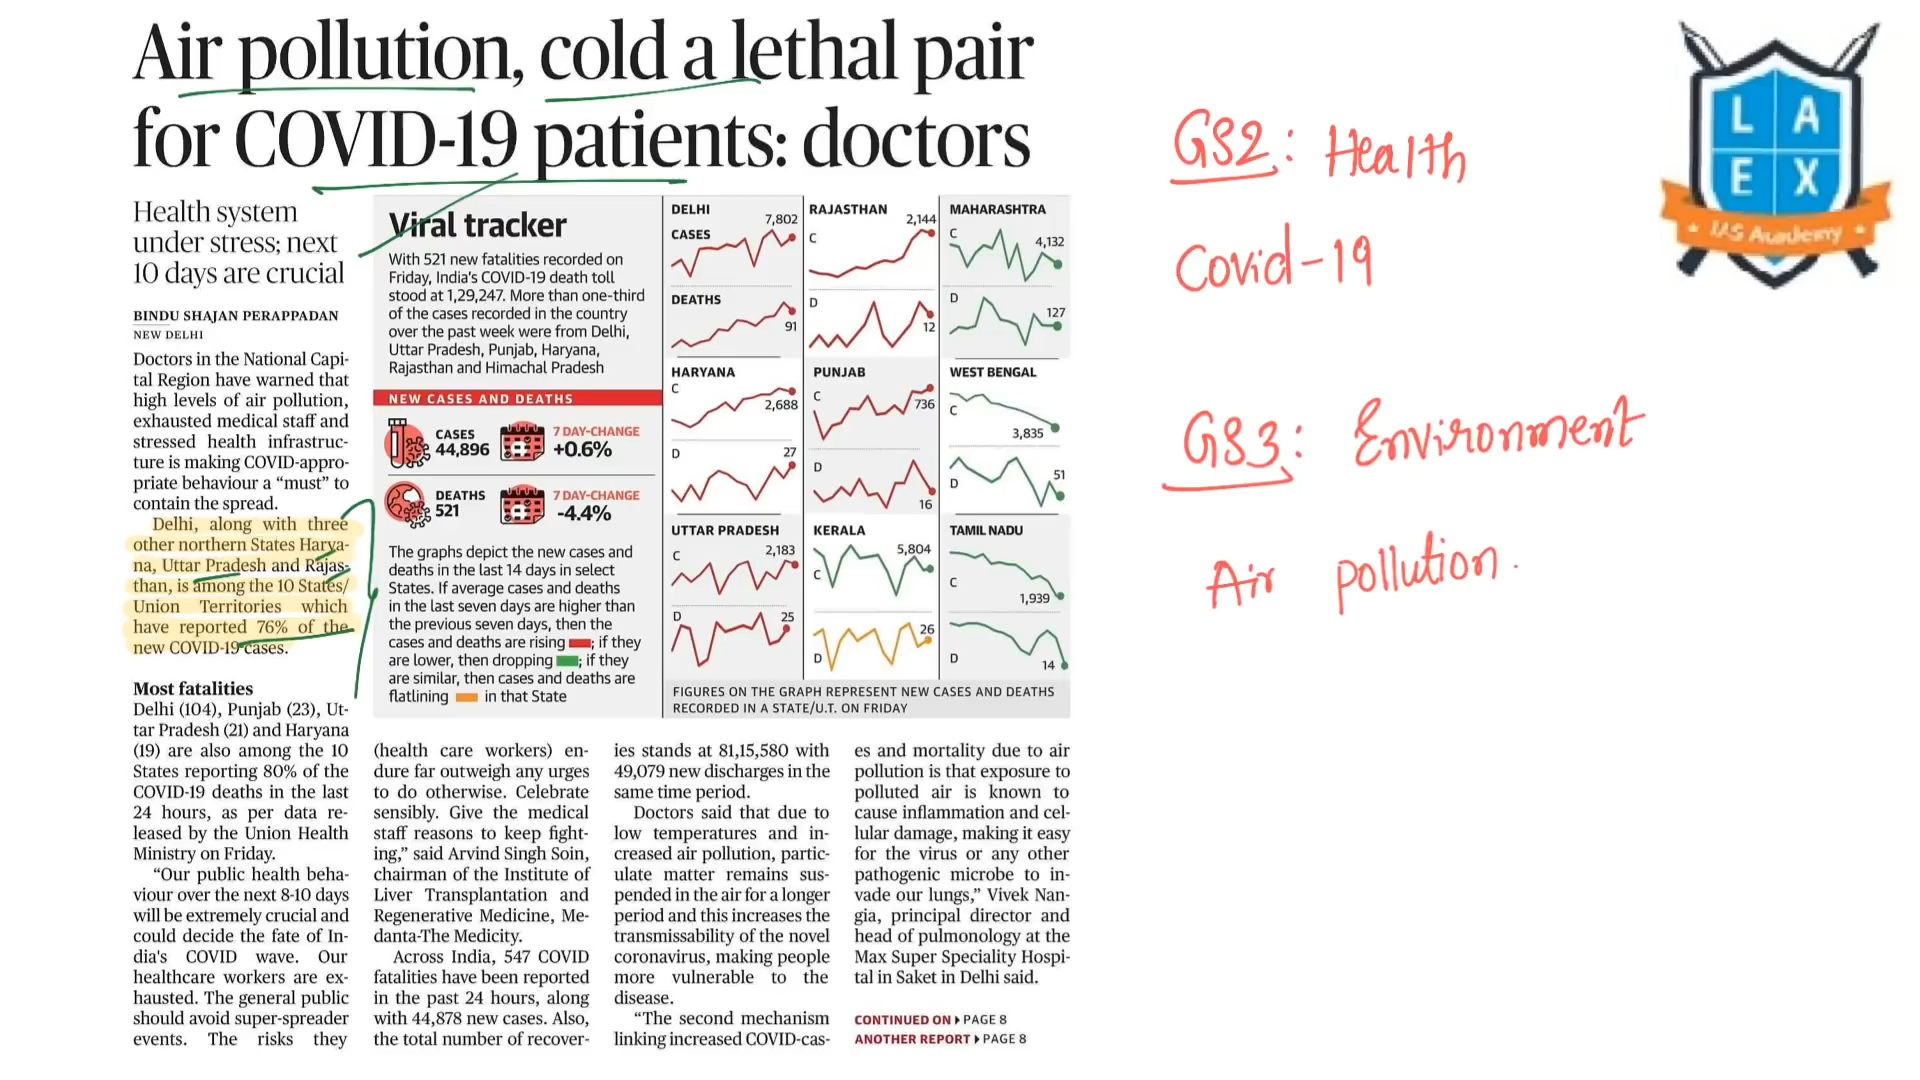 Air pollution, cold a lethal pair
for COVID-19 patients: doctors
Health system
under stress; next
10 days are crucial
BINDU SHAJAN PERAPPADAN
NEW DELHI
Doctors in the National Capi-
tal Region have warned that
high levels of air pollution,
exhausted medical staff and
stressed health infrastruc-
ture is making COVID-appro-
priate behaviour a “must” to
contain the spread.
Delhi, along with three
other northern States Harya-
na, Uttar Pradesh and Rajas-
than, is among the 10 States/
Union Territories which
have reported 76% of the
new COVID-19 cases.
Most fatalities
Delhi (104), Punjab (23), Ut-
tar Pradesh (21) and Haryana
(19) are also among the 10
States reporting 80% of the
COVID-19 deaths in the last
24 hours, as per data re-
leased by the Union Health
Ministry on Friday.
“Our public health beha-
viour over the next 8-10 days
will be extremely crucial and
could decide the fate of In-
dia's COVID wave. Our
healthcare workers are ex-
hausted. The general public
should avoid super-spreader
events. The risks they
Viral tracker
With 521 new fatalities recorded on
Friday, India’s COVID-19 death toll
stood at 1,29,247. More than one-third
of the cases recorded in the country
over the past week were from Delhi,
Uttar Pradesh, Punjab, Haryana,
Rajasthan and Himachal Pradesh
NEW CASES AND DEATHS
CASES
44,896
7 DAY-CHANGE
+0.6%
DEATHS
521
7 DAY-CHANGE
-4.4%
The graphs depict the new cases and
deaths in the last 14 days in select
States. If average cases and deaths
in the last seven days are higher than
the previous seven days, then the
cases and deaths are rising ; if they
are lower, then dropping ; if they
are similar, then cases and deaths are
flatlining in that State
DELHI
CASES
7,802
DEATHS
91
RAJASTHAN
C
2,144
D
12
MAHARASHTRA
C
4,132
D
127
HARYANA
C
2,688
D
27
PUNJAB
C
736
D
16
WEST BENGAL
C
3,835
D
51
UTTAR PRADESH
C
2,183
D
25
KERALA
C
5,804
D
26
TAMIL NADU
C
1,939
D
14
FIGURES ON THE GRAPH REPRESENT NEW CASES AND DEATHS
RECORDED IN A STATE/U.T. ON FRIDAY
(health care workers) en-
dure far outweigh any urges
to do otherwise. Celebrate
sensibly. Give the medical
staff reasons to keep fight-
ing,” said Arvind Singh Soin,
chairman of the Institute of
Liver Transplantation and
Regenerative Medicine, Me-
danta-The Medicity.
Across India, 547 COVID
fatalities have been reported
in the past 24 hours, along
with 44,878 new cases. Also,
the total number of recover-
ies stands at 81,15,580 with
49,079 new discharges in the
same time period.
Doctors said that due to
low temperatures and in-
creased air pollution, partic-
ulate matter remains sus-
pended in the air for a longer
period and this increases the
transmissability of the novel
coronavirus, making people
more vulnerable to the
disease.
“The second mechanism
linking increased COVID-cas-
es and mortality due to air
pollution is that exposure to
polluted air is known to
cause inflammation and cel-
lular damage, making it easy
for the virus or any other
pathogenic microbe to in-
vade our lungs,” Vivek Nan-
gia, principal director and
head of pulmonology at the
Max Super Speciality Hospi-
tal in Saket in Delhi said.
CONTINUED ON PAGE 8
ANOTHER REPORT PAGE 8
GS2: Health
Covid-19
GS3: Environment
Air pollution.
L A
E X
IAS Academy